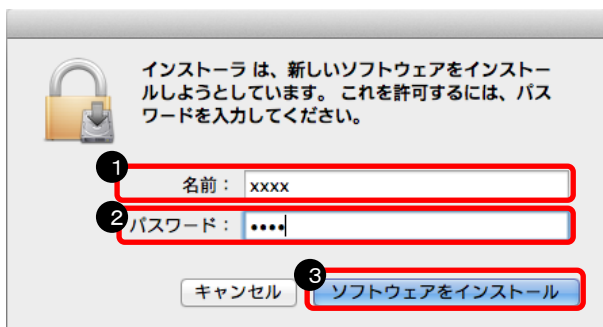 インストーラ は、新しいソフトウェアをインストー
ルしようとしています。 これを許可するには、パス
ワードを入力してください。
1
名前： xxxx
2
パスワード： ••••
3
キャンセル ソフトウェアをインストール